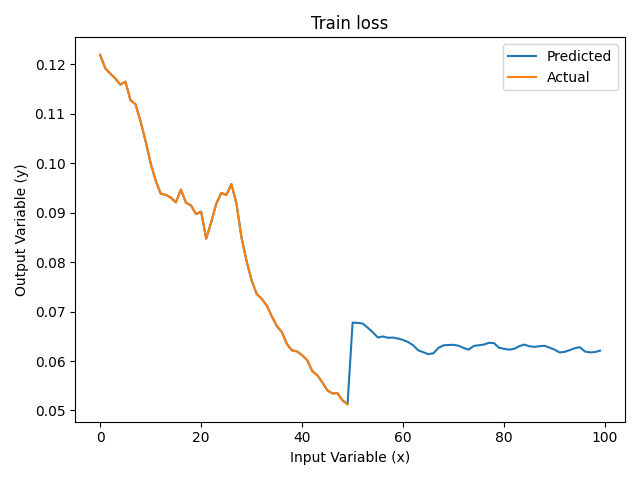 Train loss
Predicted
Actual
Output Variable (y)
0.12
0.11
0.10
0.09
0.08
0.07
0.06
0.05
0 20 40 60 80 100
Input Variable (x)